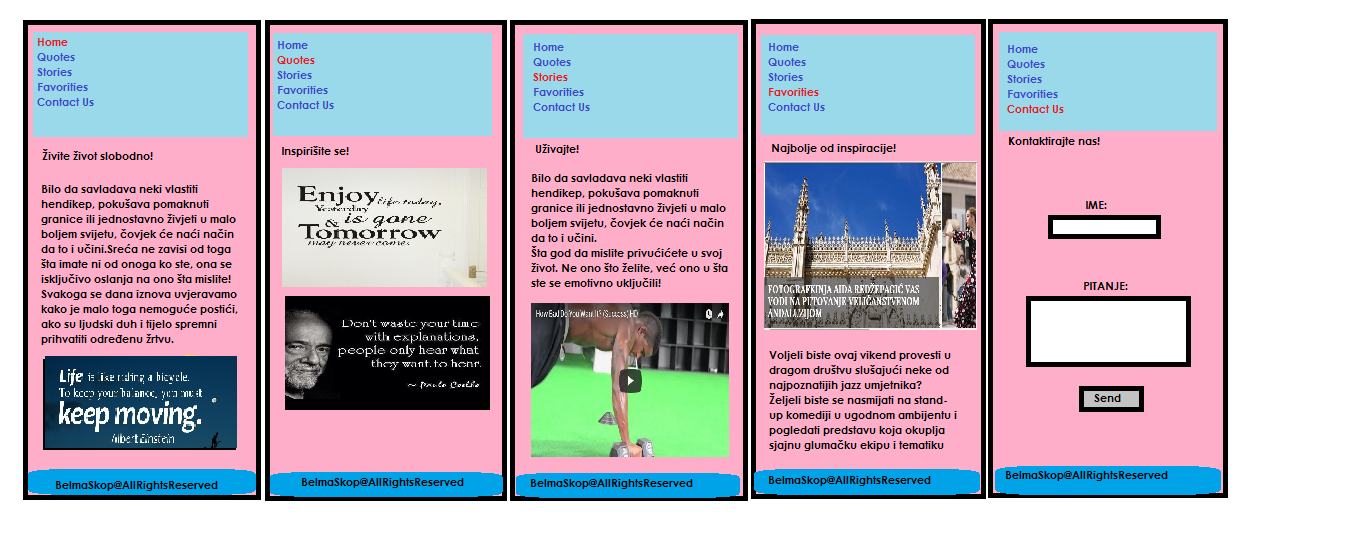 Home
Quotes
Stories
Favorities
Contact Us
Živite život slobodno!
Bilo da savladava neki vlastiti
hendikep, pokušava pomaknuti
granice ili jednostavno živjeti u malo
boljem svijetu, čovjek će naći način
da to i učini.Sreća ne zavisi od toga
šta imate ni od onoga ko ste, ona se
isključivo oslanja na ono šta mislite!
Svakoga se dana iznova uvjeravamo
kako je malo toga nemoguće postići,
ako su ljudski duh i tijelo spremni
prihvatiti određenu žrtvu.
Life is like riding a bicycle.
To keep your balance, you must
keep moving.
Albert Einstein
BelmaSkop@AllRightsReserved
Home
Quotes
Stories
Favorities
Contact Us
Inspirišite se!
Enjoy life today.
Yesterday
is gone
&
Tomorrow
may never come.
Don't waste your time
with explanations,
people only hear what
they want to hear.
~ Paulo Coelho
BelmaSkop@AllRightsReserved
Home
Quotes
Stories
Favorities
Contact Us
Uživajte!
Bilo da savladava neki vlastiti
hendikep, pokušava pomaknuti
granice ili jednostavno živjeti u malo
boljem svijetu, čovjek će naći način
da to i učini.
Šta god da mislite privućićete u svoj
život. Ne ono što želite, već ono u šta
ste se emotivno uključili!
How Bad Do You Want It? (Success) HD
BelmaSkop@AllRightsReserved
Home
Quotes
Stories
Favorities
Contact Us
Najbolje od inspiracije!
FOTOGRAFKINJA AIDA REDŽEPAGIĆ VAS
VODI NA PUTOVANJE VELIČANSTVENOM
ANDALUZIJOM
Voljeli biste ovaj vikend provesti u
dragom društvu slušajući neke od
najpoznatijih jazz umjetnika?
Željeli biste se nasmijati na stand-
up komediji u ugodnom ambijentu i
pogledati predstavu koja okuplja
sjajnu glumačku ekipu i tematiku
BelmaSkop@AllRightsReserved
Home
Quotes
Stories
Favorities
Contact Us
Kontaktirajte nas!
IME:
PITANJE:
Send
BelmaSkop@AllRightsReserved